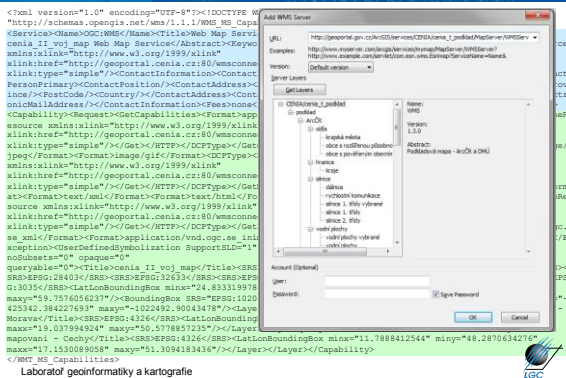 <?xml version="1.0" encoding="UTF-8"?><!DOCTYPE WM
"http://schemas.opengis.net/wms/1.1.1/WMS_MS_Capa
<Service><Name>OGC:WMS</Name><Title>Web Map Servi
cenia_II_voj_map Web Map Service</Abstract><Keywo
xmlns:xlink="http://www.w3.org/1999/xlink"
xlink:href="http://geoportal.cenia.cz:80/wmsconne
xlink:type="simple"/><ContactInformation><Contact
PersonPrimary><ContactPosition/><ContactAddress><
ince/><PostCode/><Country/></ContactAddress><Cont
onicMailAddress/></ContactInformation><Fees>none<
<Capability><Request><GetCapabilities><Format>app
esource xmlns:xlink="http://www.w3.org/1999/xlink
xlink:href="http://geoportal.cenia.cz:80/wmsconne
xlink:type="simple"/></Get></HTTP></DCPType></Get
jpeg</Format><Format>image/gif</Format><DCPType><
xmlns:xlink="http://www.w3.org/1999/xlink"
xlink:href="http://geoportal.cenia.cz:80/wmsconne
xlink:type="simple"/></Get></HTTP></DCPType></Get
at><Format>text/xml</Format><Format>text/html</Fo
source xmlns:xlink="http://www.w3.org/1999/xlink"
xlink:href="http://geoportal.cenia.cz:80/wmsconne
xlink:type="simple"/></Get></HTTP></DCPType></Get
se_xml</Format><Format>application/vnd.ogc.se_ini
xception><UserDefinedSymbolization SupportSLD="1"
noSubsets="0" opaque="0"
queryable="0"><Title>cenia_II_voj_map</Title><SRS
SRS>EPSG:28403</SRS><SRS>EPSG:32633</SRS><SRS>EPS
G:3035</SRS><LatLonBoundingBox minx="24.833319978
maxy="59.7576056237"/><BoundingBox SRS="EPSG:1020
425342.384227693" maxy="-1022492.90043478"/><Laye
Morava</Title><SRS>EPSG:4326</SRS><LatLonBounding
maxx="19.037994924" maxy="50.5778857235"/></Layer
mapovani - Cechy</Title><SRS>EPSG:4326</SRS><LatLonBoundingBox minx="11.7888412544" miny="48.2870634276"
maxx="17.1530089058" maxy="51.3094183436"/></Layer></Layer></Capability>
</WMT_MS_Capabilities>
Add WMS Server
URL: http://geoportal.gov.cz/ArcGIS/services/CENIA/cenia_t_podklad/MapServer/WMSServ
Examples: http://www.myserver.com/arcgis/services/mymap/MapServer/WMSServer?
http://www.example.com/servlet/com.esri.wms.Esrimap?ServiceName=Name&
Version: Default version
Server Layers
Get Layers
CENIA/cenia_t_podklad
podklad
ArcČR
sídla
krajská města
obce s rozšířenou působno
obce s pověřeným obecním
hranice
kraje
silnice
dálnice
rychlostní komunikace
silnice 1. třídy vybrané
silnice 1. třídy
silnice 2. třídy
vodní plochy
vodní plochy vybrané
vodní plochy
Name:
WMS
Version:
1.3.0
Abstract:
Podkladová mapa - ArcČR a DMÚ
Account (Optional)
User:
Password:
Save Password
OK Cancel
Laboratoř geoinformatiky a kartografie
LGC